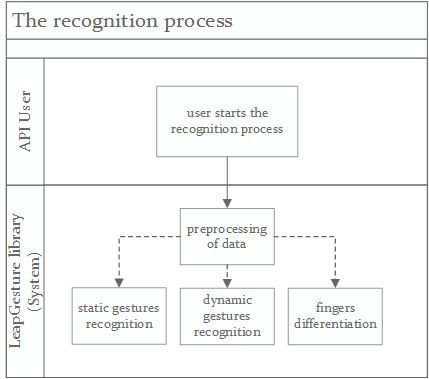 The recognition process
API User
user starts the
recognition process
LeapGesture library
(System)
preprocessing
of data
static gestures
recognition
dynamic
gestures
recognition
fingers
differentiation